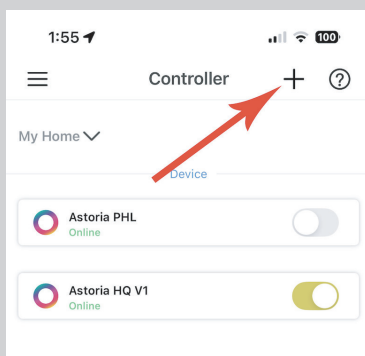 1:55
100
Controller
My Home
Device
Astoria PHL
Online
Astoria HQ V1
Online